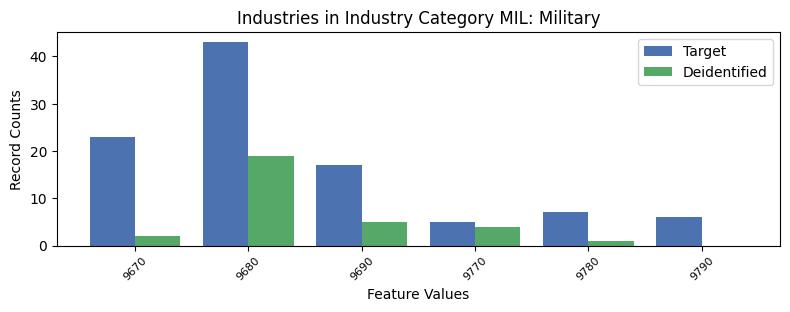 Industries in Industry Category MIL: Military
Target
Deidentified
Record Counts
40
30
20
10
0
9670
9680
9690
9770
9780
9790
Feature Values